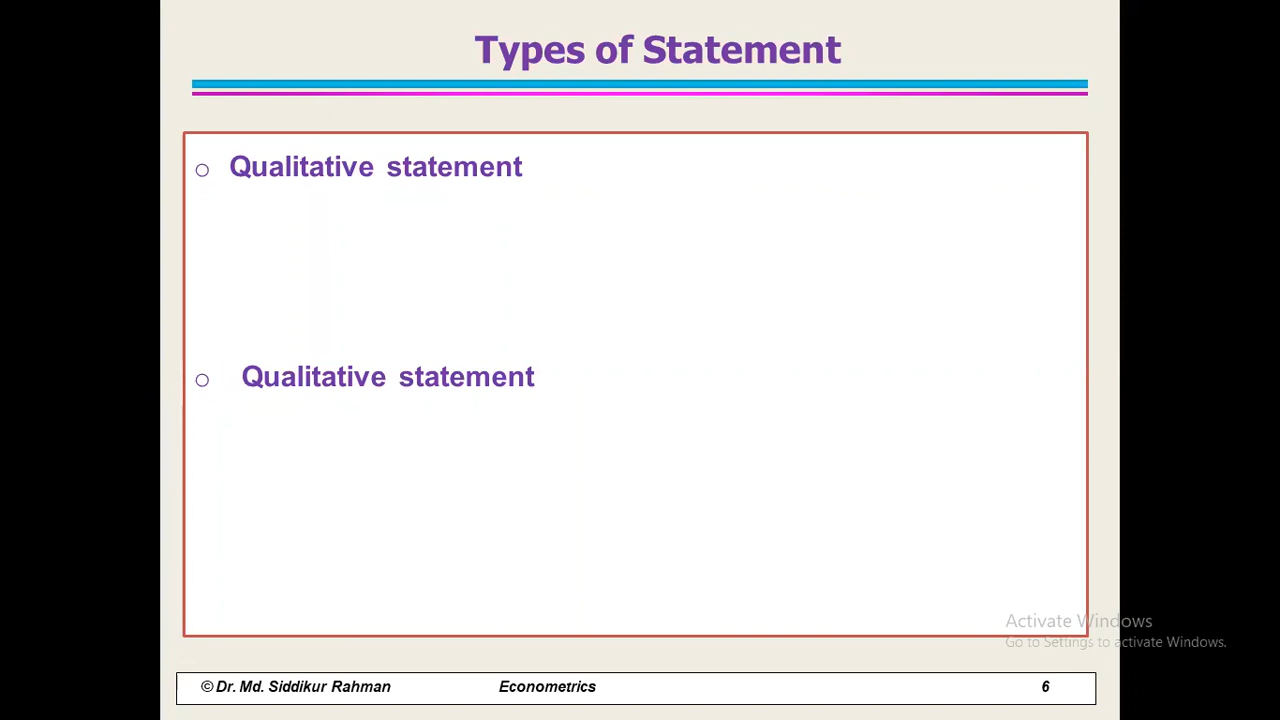 Types of Statement
Qualitative statement
Qualitative statement
Activate Windows
Go to Settings to activate Windows.
© Dr. Md. Siddikur Rahman Econometrics 6